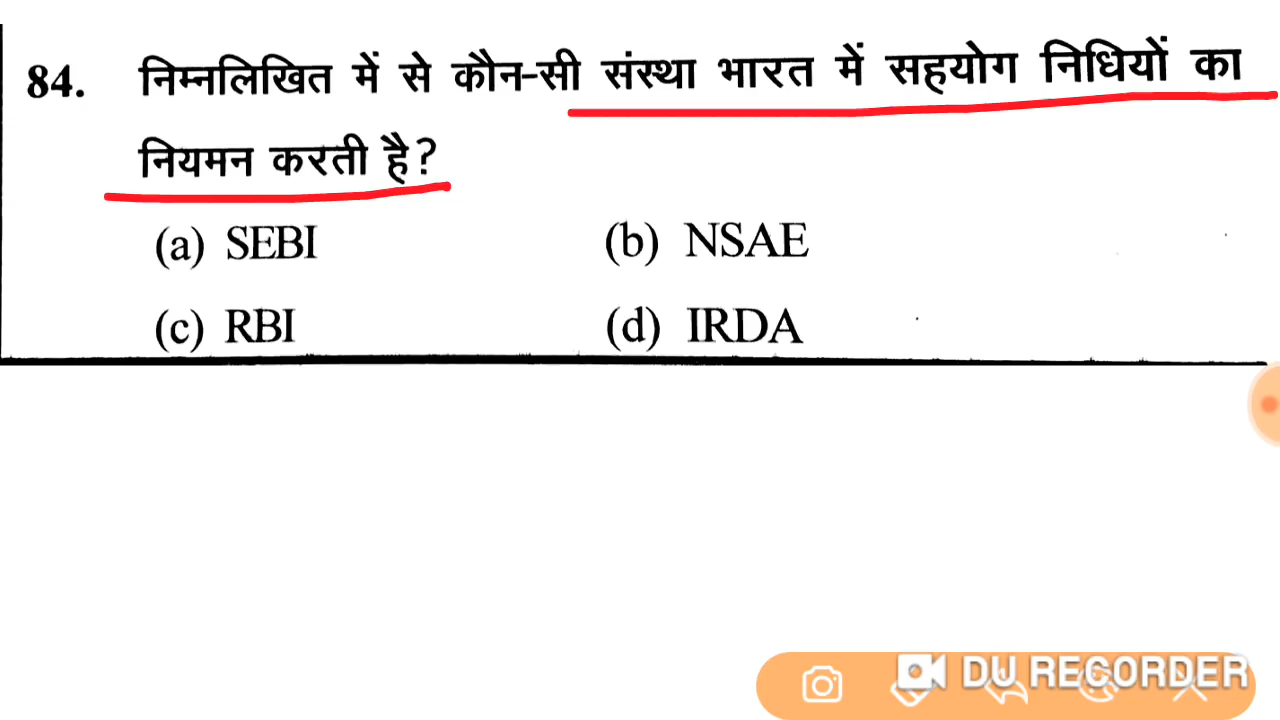 84. निम्नलिखित में से कौन-सी संस्था भारत में सहयोग निधियों का
नियमन करती है?
(a) SEBI (b) NSAE
(c) RBI (d) IRDA
DU RECORDER